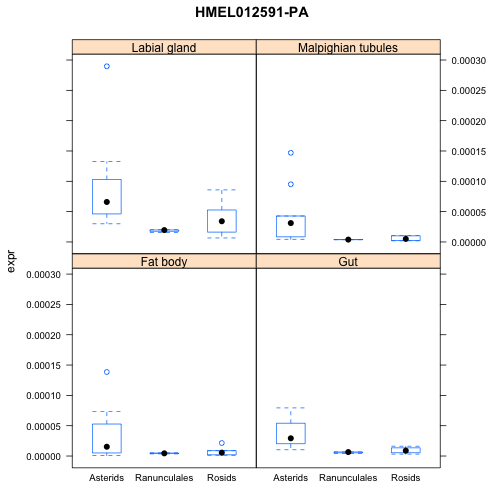 HMEL012591-PA
Labial gland Malpighian tubules
0.00030
0.00025
0.00020
0.00015
0.00010
0.00005
0.00000
expr
Fat body Gut
0.00030
0.00025
0.00020
0.00015
0.00010
0.00005
0.00000
Asterids Ranunculales Rosids Asterids Ranunculales Rosids